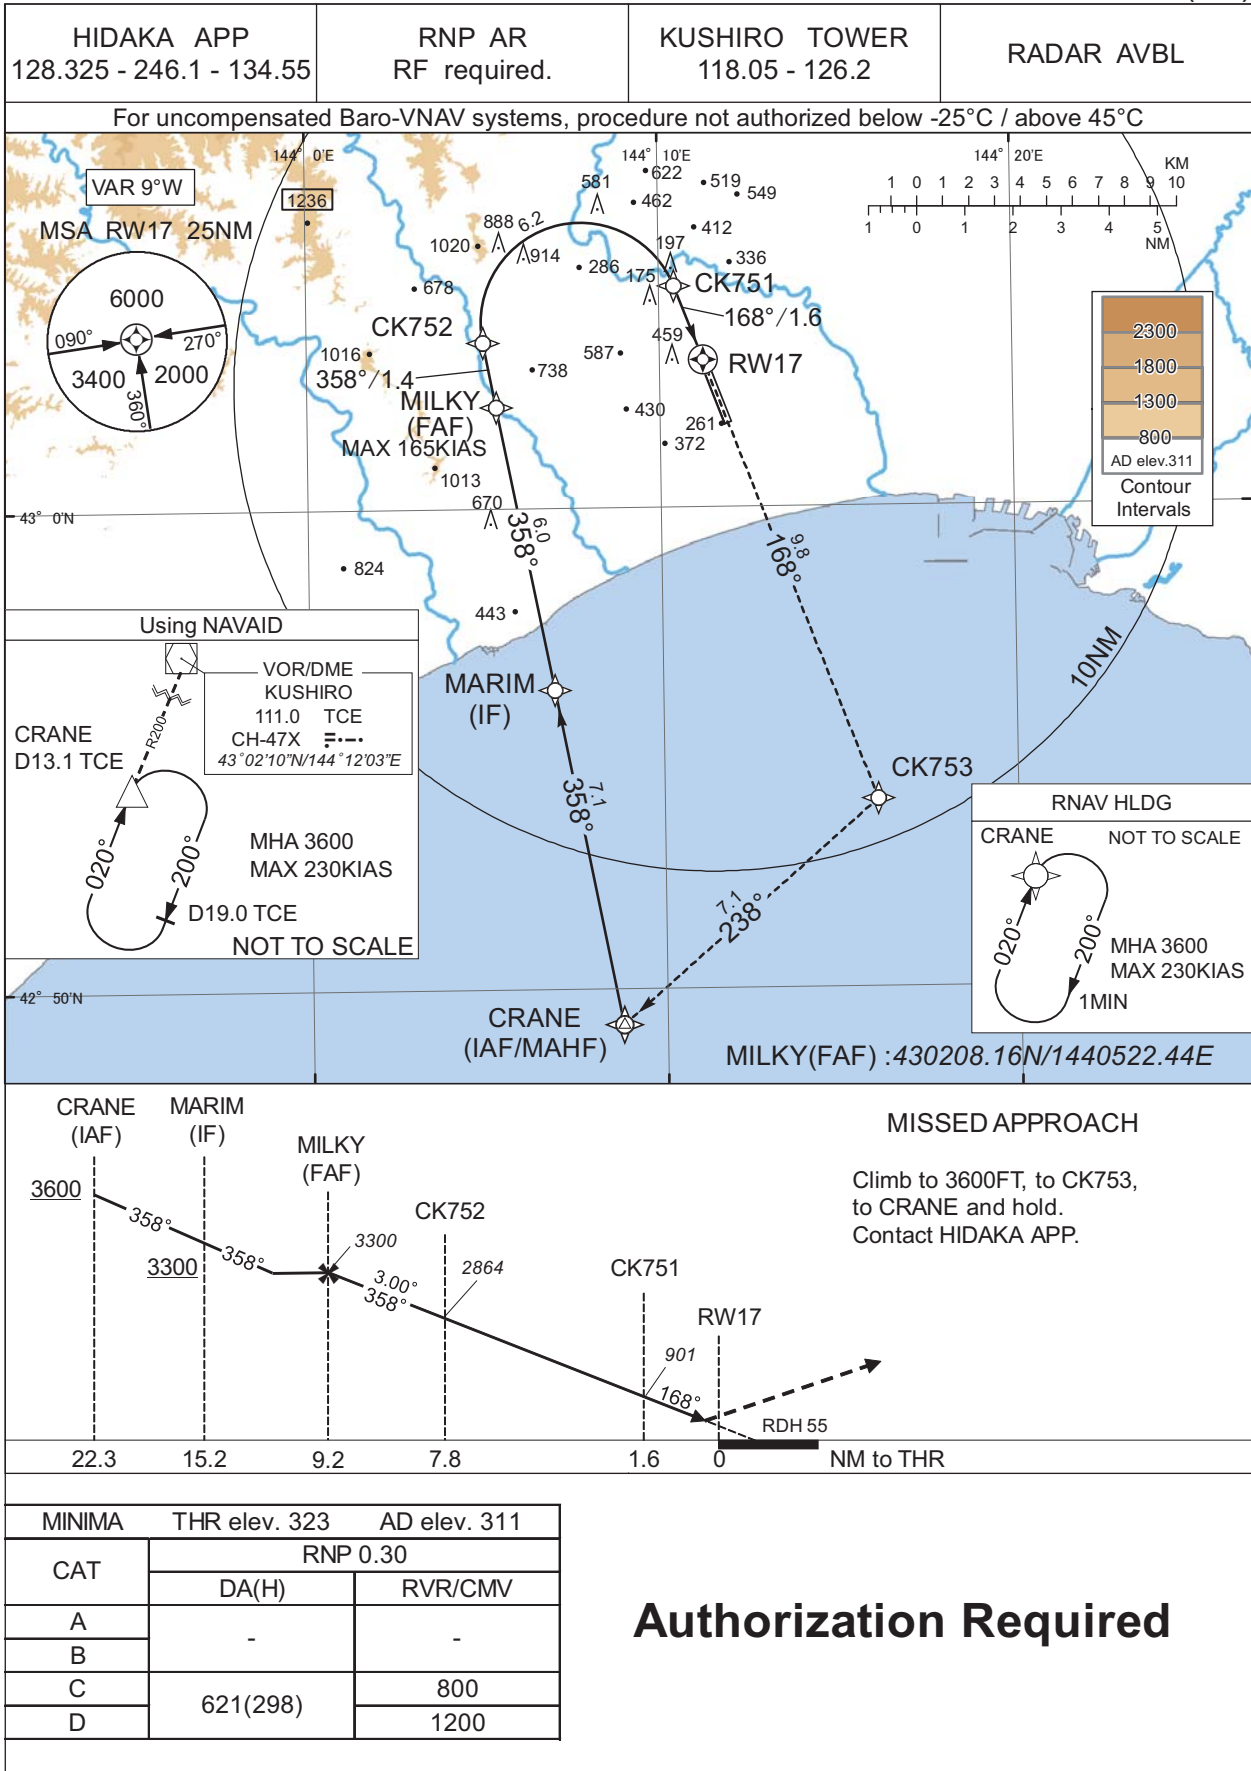 HIDAKA APP
128.325 - 246.1 - 134.55
RNP AR
RF required.
KUSHIRO TOWER
118.05 - 126.2
RADAR AVBL
For uncompensated Baro-VNAV systems, procedure not authorized below -25°C / above 45°C
144° 0'E
144° 10'E
144° 20'E
VAR 9°W
1236
MSA RW17 25NM
6000
090°
270°
3400
2000
360°
KM
1 0 1 2 3 4 5 6 7 8 9 10
1 0 1 2 3 4 5
NM
622
581
519
549
462
888
6.2
412
1020
914
197
336
286
175
CK751
678
168°/1.6
CK752
459
RW17
1016
587
358°/1.4
738
MILKY
(FAF)
430
261
MAX 165KIAS
372
1013
670
2300
1800
1300
800
AD elev.311
Contour
Intervals
43° 0'N
6.0
358°
9.8
168°
824
443
10NM
Using NAVAID
VOR/DME
KUSHIRO
111.0 TCE
CH-47X
43°02'10"N/144°12'03"E
R200
CRANE
D13.1 TCE
020°
200°
MHA 3600
MAX 230KIAS
D19.0 TCE
NOT TO SCALE
MARIM
(IF)
7.1
358°
CK753
7.1
238°
RNAV HLDG
CRANE
NOT TO SCALE
020°
200°
MHA 3600
MAX 230KIAS
1MIN
42° 50'N
CRANE
(IAF/MAHF)
MILKY(FAF) :430208.16N/1440522.44E
CRANE
(IAF)
MARIM
(IF)
MILKY
(FAF)
CK752
CK751
RW17
3600
358°
3300
358°
3300
3.00°
358°
2864
901
168°
RDH 55
22.3 15.2 9.2 7.8 1.6 0 NM to THR
MISSED APPROACH
Climb to 3600FT, to CK753,
to CRANE and hold.
Contact HIDAKA APP.
MINIMA THR elev. 323 AD elev. 311
CAT
RNP 0.30
DA(H) RVR/CMV
A
B
- -
C
D
621(298)
800
1200
Authorization Required